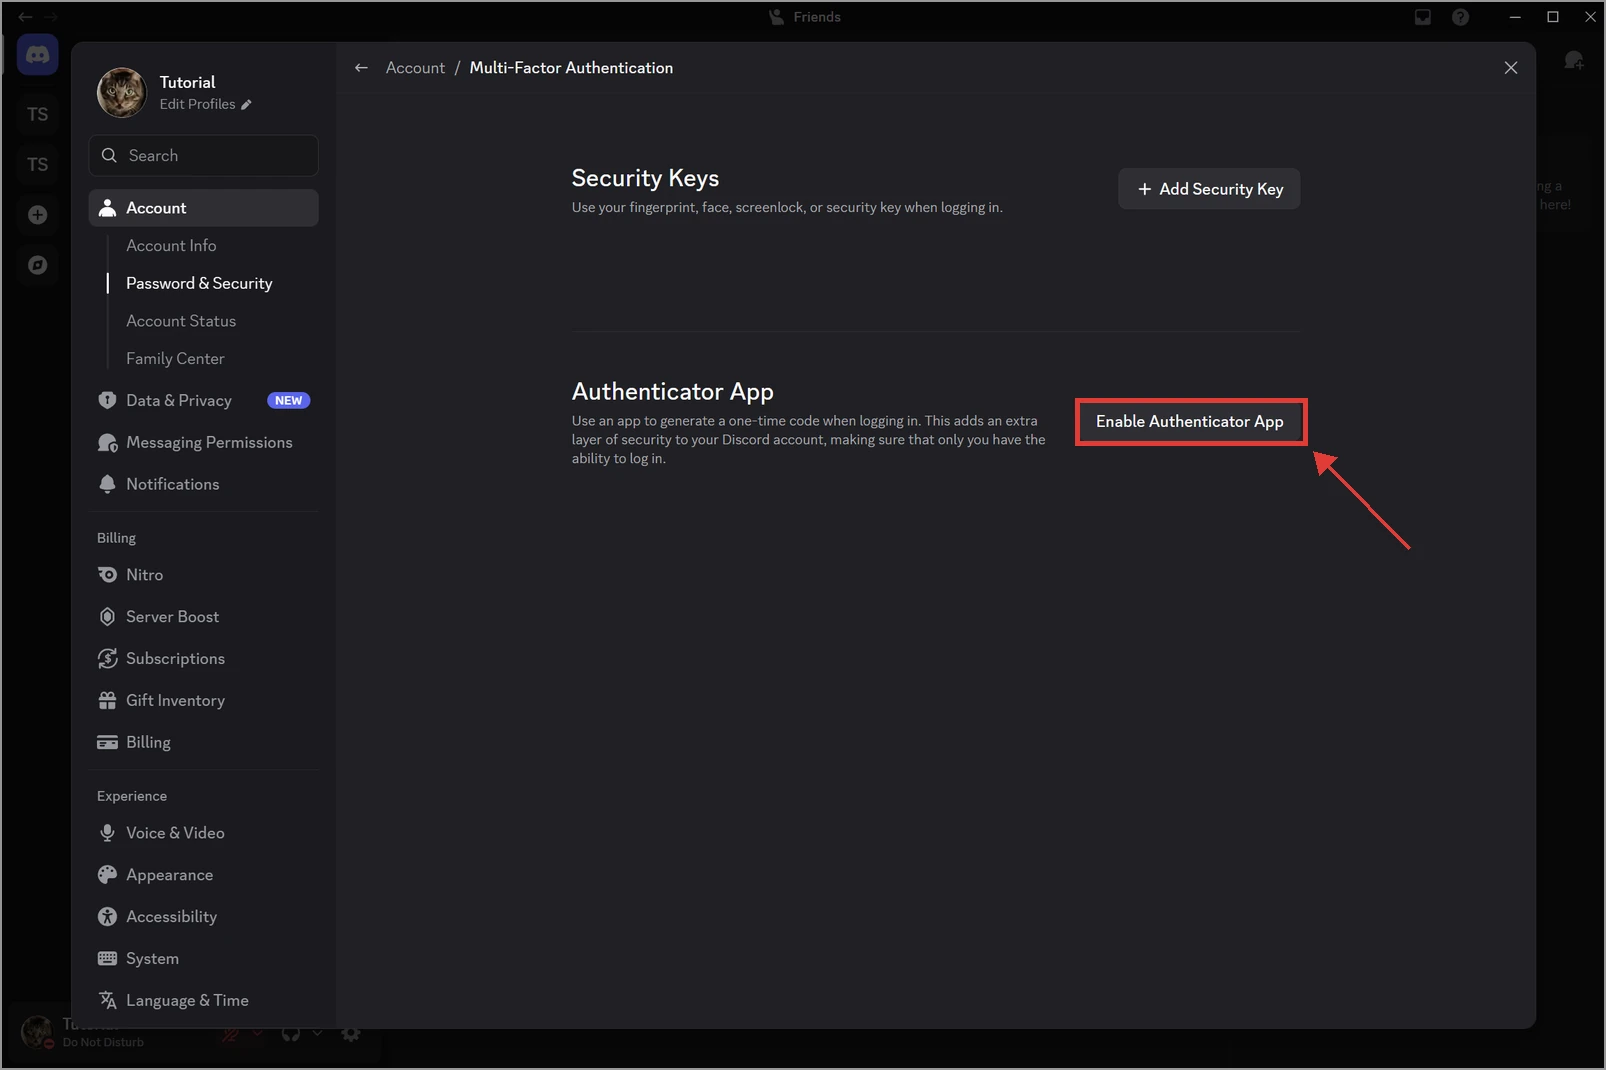 Friends
TS
TS
Tutorial
Edit Profiles
Search
Account
Account Info
Password & Security
Account Status
Family Center
Data & Privacy NEW
Messaging Permissions
Notifications
Billing
Nitro
Server Boost
Subscriptions
Gift Inventory
Billing
Experience
Voice & Video
Appearance
Accessibility
System
Language & Time
Do Not Disturb
Account / Multi-Factor Authentication
Security Keys
Use your fingerprint, face, screenlock, or security key when logging in.
+ Add Security Key
Authenticator App
Use an app to generate a one-time code when logging in. This adds an extra
layer of security to your Discord account, making sure that only you have the
ability to log in.
Enable Authenticator App
a
here!